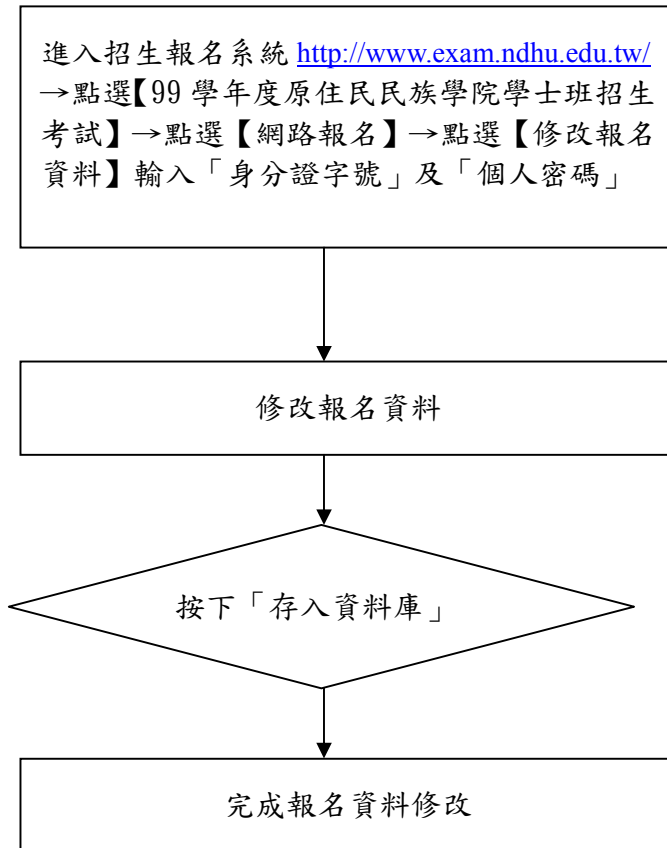 進入招生報名系統 http://www.exam.ndhu.edu.tw/
→點選【99 學年度原住民民族學院學士班招生
考試】→點選【網路報名】→點選【修改報名
資料】輸入「身分證字號」及「個人密碼」
修改報名資料
按下「存入資料庫」
完成報名資料修改